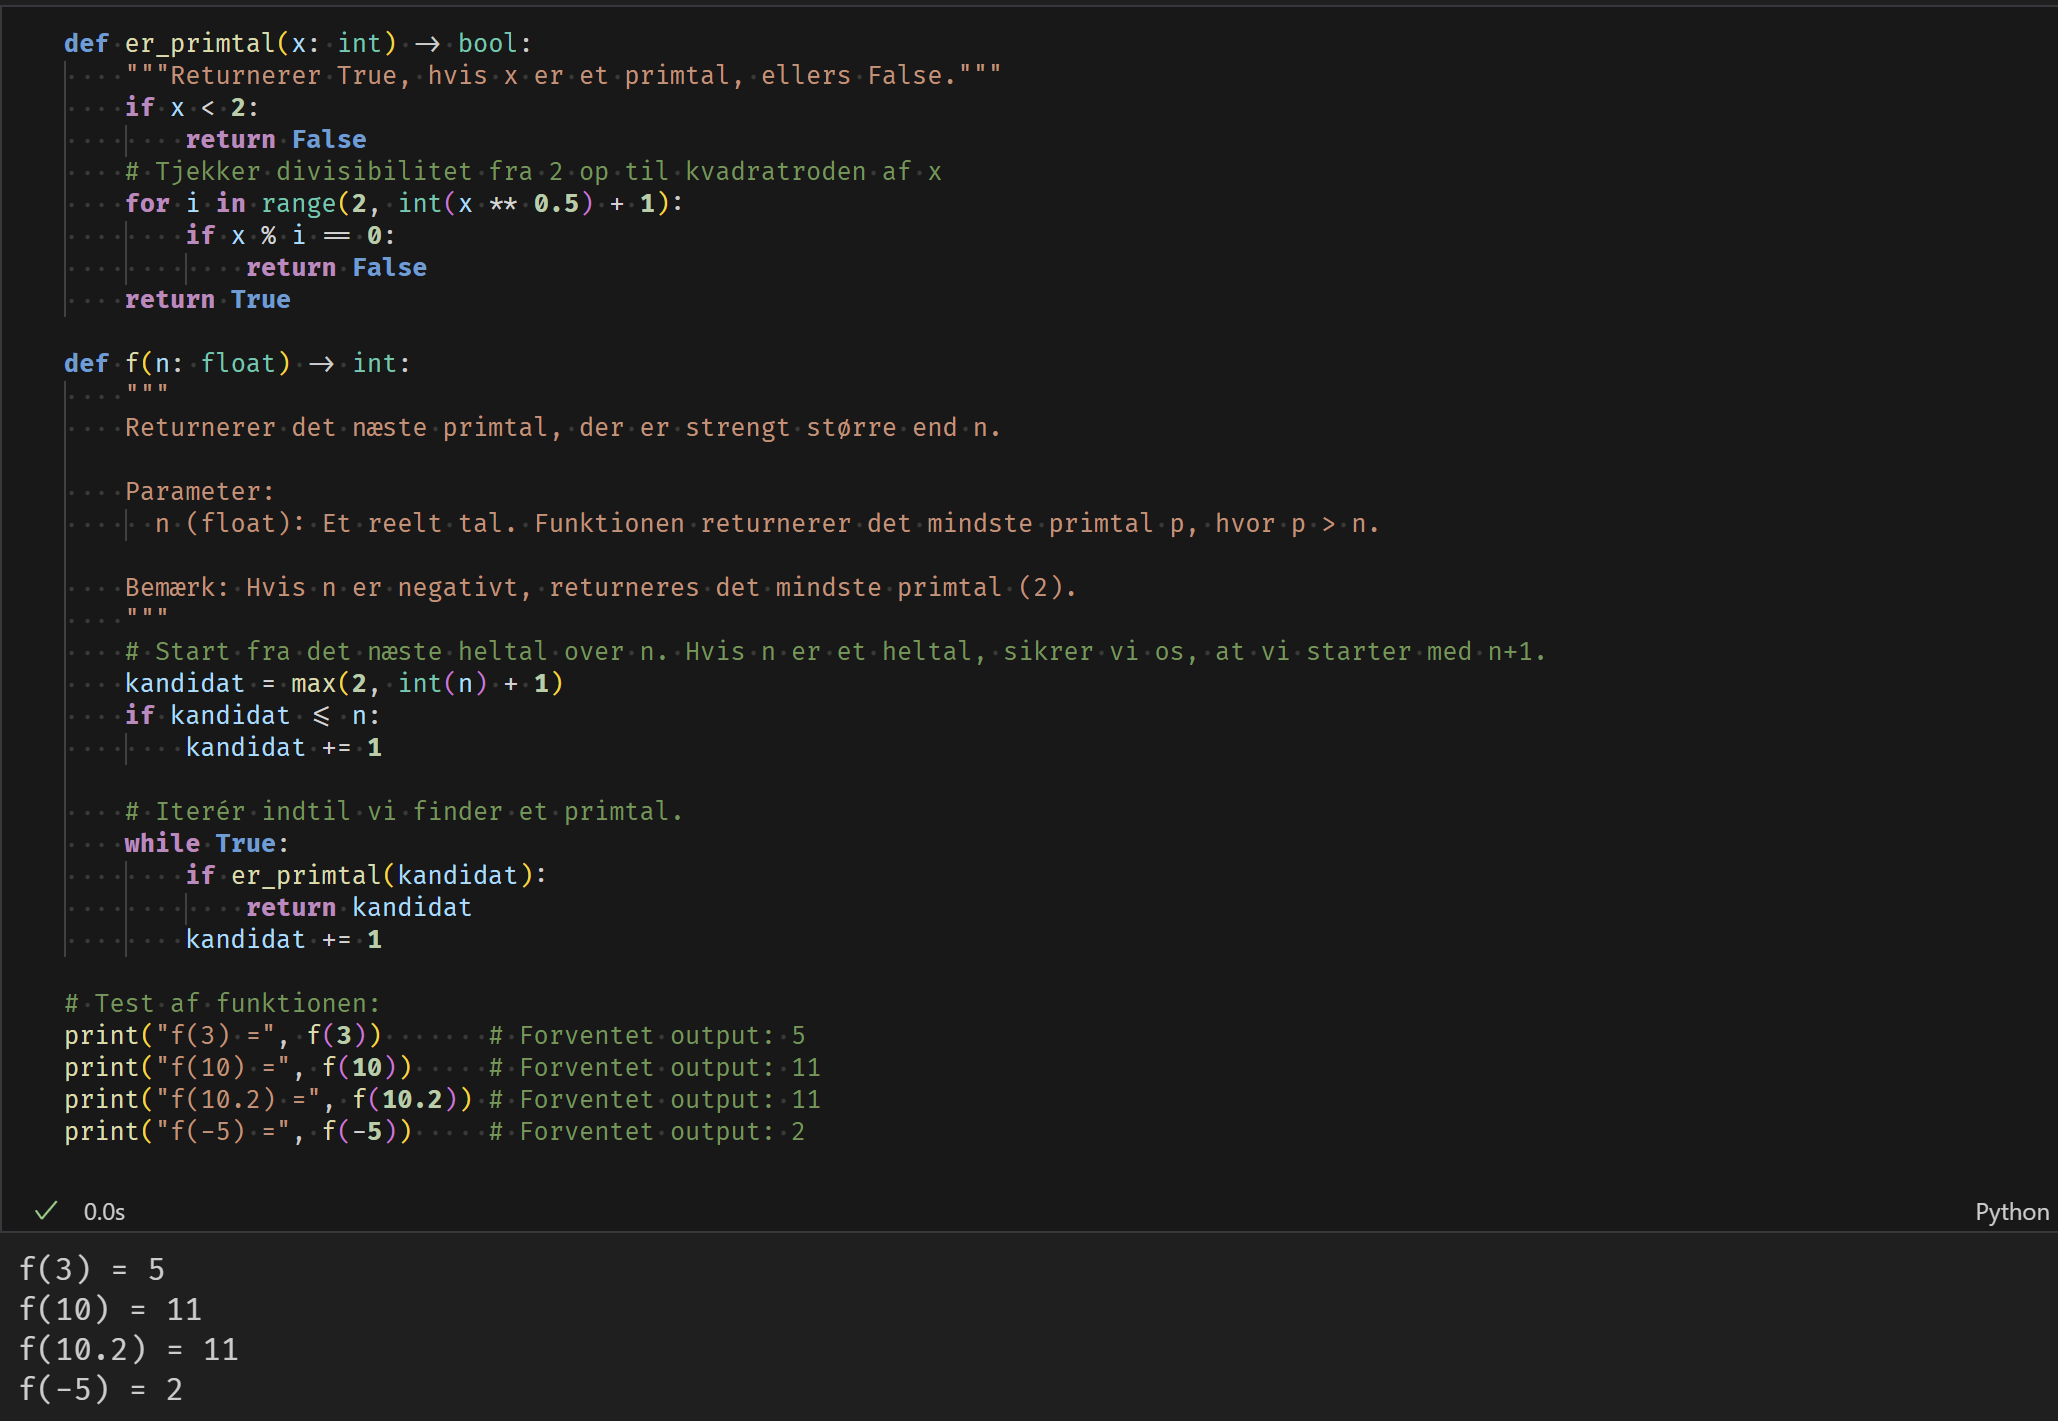 def er_primtal(x: int) -> bool:
    """Returnerer True, hvis x er et primtal, ellers False."""
    if x < 2:
        return False
    # Tjekker divisibilitet fra 2 op til kvadratroden af x
    for i in range(2, int(x ** 0.5) + 1):
        if x % i == 0:
            return False
    return True

def f(n: float) -> int:
    """
    Returnerer det næste primtal, der er strengt større end n.

    Parameter:
      n (float): Et reelt tal. Funktionen returnerer det mindste primtal p, hvor p > n.

    Bemærk: Hvis n er negativt, returneres det mindste primtal (2).
    """
    # Start fra det næste heltal over n. Hvis n er et heltal, sikrer vi os, at vi starter med n+1.
    kandidat = max(2, int(n) + 1)
    if kandidat <= n:
        kandidat += 1

    # Iterér indtil vi finder et primtal.
    while True:
        if er_primtal(kandidat):
            return kandidat
        kandidat += 1

# Test af funktionen:
print("f(3) =", f(3))       # Forventet output: 5
print("f(10) =", f(10))     # Forventet output: 11
print("f(10.2) =", f(10.2)) # Forventet output: 11
print("f(-5) =", f(-5))     # Forventet output: 2
✓ 0.0s
Python
f(3) = 5
f(10) = 11
f(10.2) = 11
f(-5) = 2